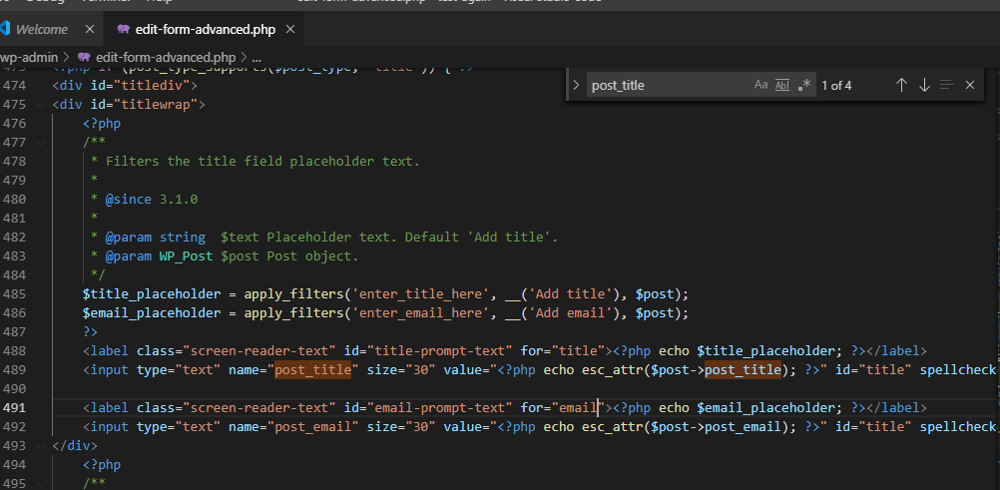 Welcome
edit-form-advanced.php
wp-admin > edit-form-advanced.php > ...
post_title
Aa Abl .* 1 of 4
474 <div id="titlediv">
475 <div id="titlewrap">
476 <?php
477 /**
478 * Filters the title field placeholder text.
479 *
480 * @since 3.1.0
481 *
482 * @param string  $text Placeholder text. Default 'Add title'.
483 * @param WP_Post $post Post object.
484 */
485 $title_placeholder = apply_filters('enter_title_here', __('Add title'), $post);
486 $email_placeholder = apply_filters('enter_email_here', __('Add email'), $post);
487 ?>
488 <label class="screen-reader-text" id="title-prompt-text" for="title"><?php echo $title_placeholder; ?></label>
489 <input type="text" name="post_title" size="30" value="<?php echo esc_attr($post->post_title); ?>" id="title" spellcheck
490
491 <label class="screen-reader-text" id="email-prompt-text" for="email"><?php echo $email_placeholder; ?></label>
492 <input type="text" name="post_email" size="30" value="<?php echo esc_attr($post->post_email); ?>" id="title" spellcheck
493 </div>
494 <?php
495 /**